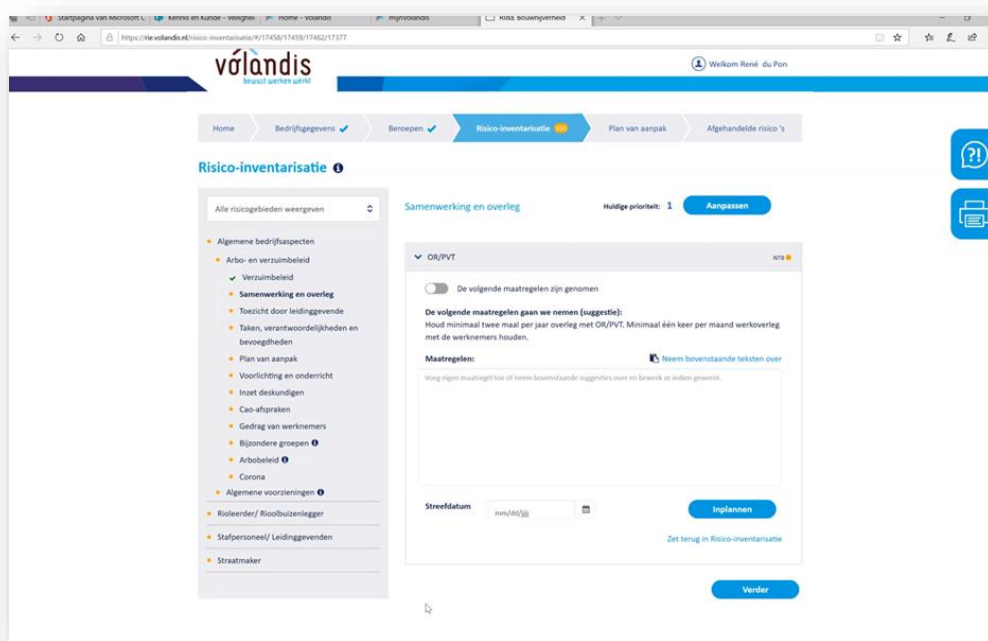 Startpagina van Microsoft C
Kennis en Kunde - Veilighei
Home - Volandis
mijnvolandis
RI&E Bouwnijverheid
https://rie.volandis.nl/risico-inventarisatie/#/17458/17459/17462/17377
vólàndis
bewust werken werkt
Welkom René du Pon
Home
Bedrijfsgegevens
Beroepen
Risico-inventarisatie
Plan van aanpak
Afgehandelde risico 's
Risico-inventarisatie
Alle risicogebieden weergeven
Algemene bedrijfsaspecten
Arbo- en verzuimbeleid
Verzuimbeleid
Samenwerking en overleg
Toezicht door leidinggevende
Taken, verantwoordelijkheden en
bevoegdheden
Plan van aanpak
Voorlichting en onderricht
Inzet deskundigen
Cao-afspraken
Gedrag van werknemers
Bijzondere groepen
Arbobeleid
Corona
Algemene voorzieningen
Rioleerder/ Rioolbuizenlegger
Stafpersoneel/ Leidinggevenden
Straatmaker
Samenwerking en overleg
Huidige prioriteit: 1
Aanpassen
OR/PVT
NTB
De volgende maatregelen zijn genomen
De volgende maatregelen gaan we nemen (suggestie):
Houd minimaal twee maal per jaar overleg met OR/PVT. Minimaal één keer per maand werkoverleg
met de werknemers houden.
Maatregelen:
Neem bovenstaande teksten over
Voeg eigen maatregel toe of neem bovenstaande suggesties over en bewerk ze indien gewenst.
Streefdatum
mm/dd/jjjj
Inplannen
Zet terug in Risico-inventarisatie
Verder
?!